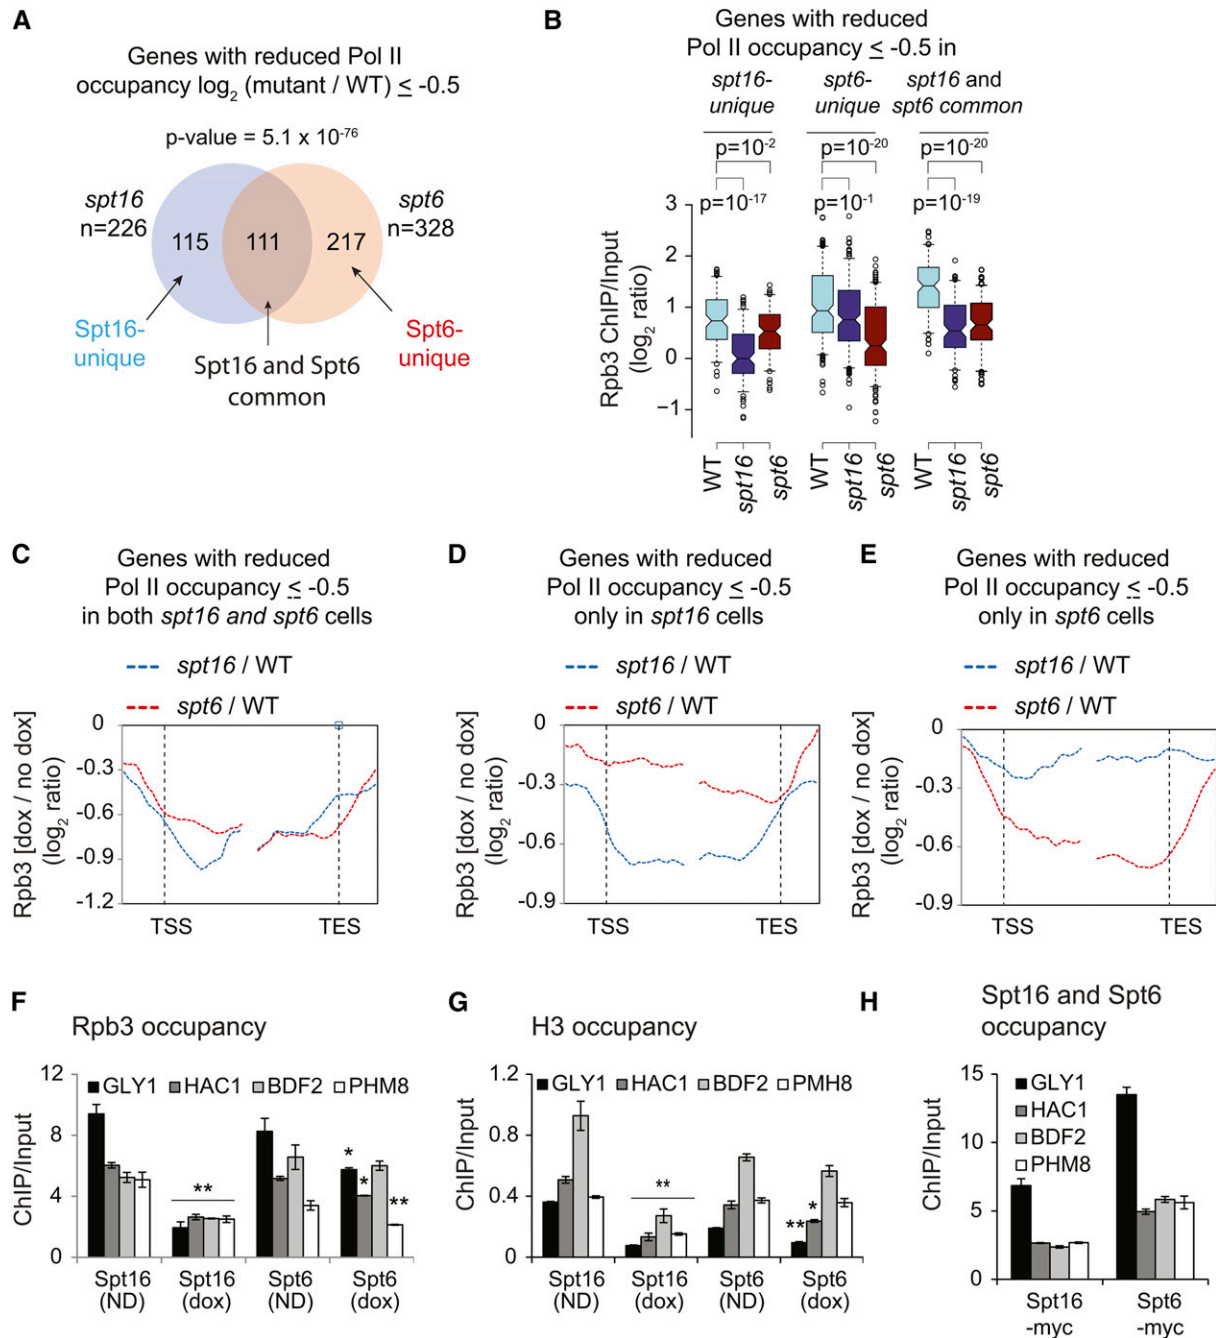 A
Genes with reduced Pol II
occupancy log2 (mutant / WT) ≤ -0.5
p-value = 5.1 x 10-76
spt16
n=226
115
111
217
spt6
n=328
Spt16-
unique
Spt16 and Spt6
common
Spt6-
unique
B
Genes with reduced
Pol II occupancy ≤ -0.5 in
spt16-
unique
spt6-
unique
spt16 and
spt6 common
p=10-2
p=10-20
p=10-20
p=10-17
p=10-1
p=10-19
Rpb3 ChIP/Input
(log2 ratio)
3
2
1
0
−1
WT
spt16
spt6
WT
spt16
spt6
WT
spt16
spt6
C
Genes with reduced
Pol II occupancy ≤ -0.5
in both spt16 and spt6 cells
spt16 / WT
spt6 / WT
Rpb3 [dox / no dox]
(log2 ratio)
0
-0.3
-0.6
-0.9
-1.2
TSS
TES
D
Genes with reduced
Pol II occupancy ≤ -0.5
only in spt16 cells
spt16 / WT
spt6 / WT
Rpb3 [dox / no dox]
(log2 ratio)
0
-0.3
-0.6
-0.9
TSS
TES
E
Genes with reduced
Pol II occupancy ≤ -0.5
only in spt6 cells
spt16 / WT
spt6 / WT
Rpb3 [dox / no dox]
(log2 ratio)
0
-0.3
-0.6
-0.9
TSS
TES
F
Rpb3 occupancy
GLY1 HAC1 BDF2 PHM8
ChIP/Input
12
8
4
0
**
*
*
**
Spt16
(ND)
Spt16
(dox)
Spt6
(ND)
Spt6
(dox)
G
H3 occupancy
GLY1 HAC1 BDF2 PMH8
ChIP/Input
1.2
0.8
0.4
0
**
**
*
Spt16
(ND)
Spt16
(dox)
Spt6
(ND)
Spt6
(dox)
H
Spt16 and Spt6
occupancy
GLY1
HAC1
BDF2
PHM8
ChIP/Input
15
10
5
0
Spt16
-myc
Spt6
-myc